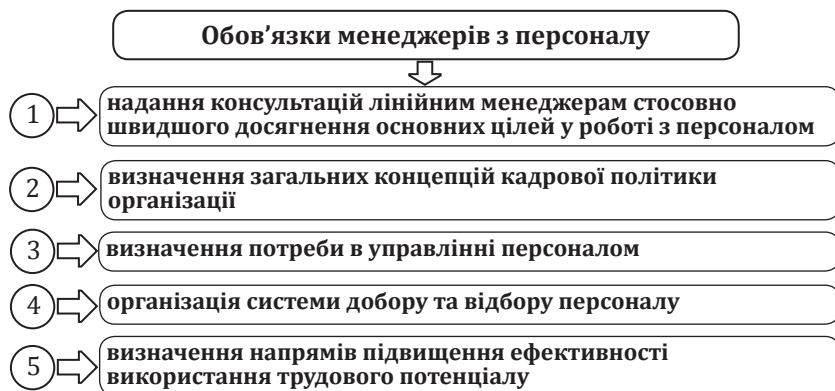 Обов’язки менеджерів з персоналу
1
надання консультацій лінійним менеджерам стосовно
швидшого досягнення основних цілей у роботі з персоналом
2
визначення загальних концепцій кадрової політики
організації
3
визначення потреби в управлінні персоналом
4
організація системи добору та відбору персоналу
5
визначення напрямів підвищення ефективності
використання трудового потенціалу